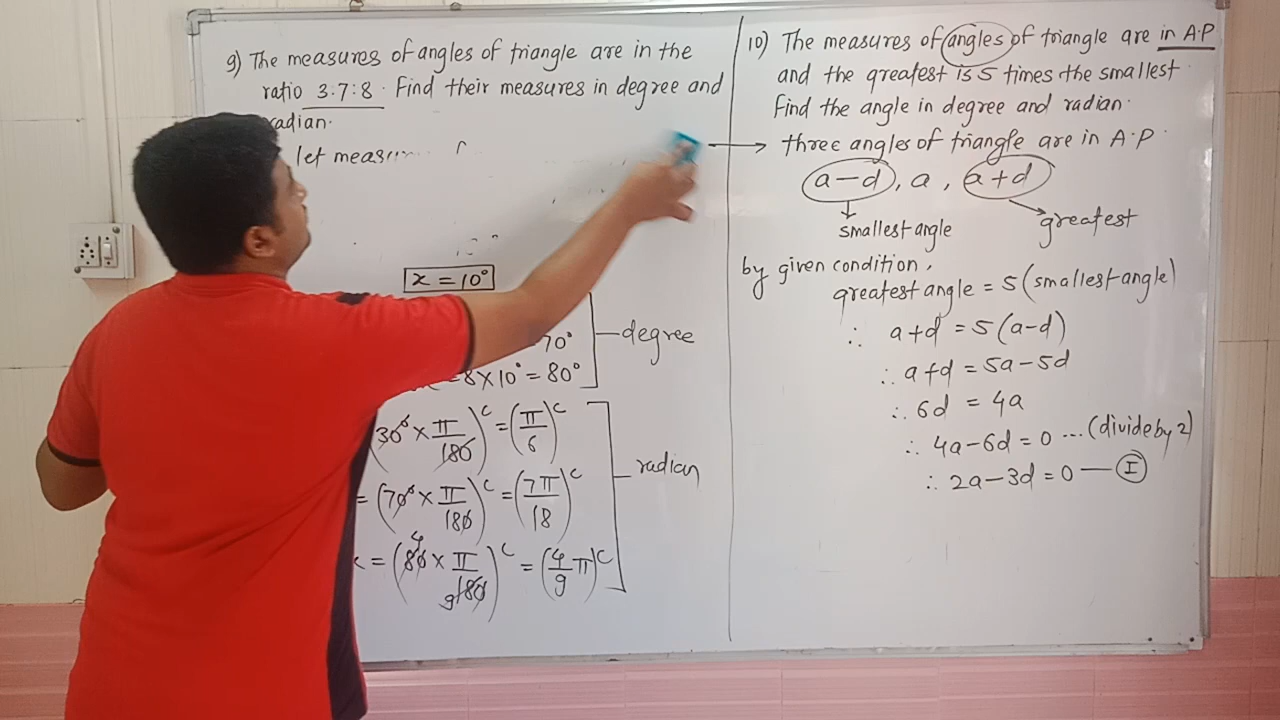 9) The measures of angles of triangle are in the
ratio 3:7:8. Find their measures in degree and
radian.
let
x = 10°
70°
8×10° = 80°
degree
(30° × π/180)ᶜ = (π/6)ᶜ
= (70° × π/180)ᶜ = (7π/18)ᶜ
= (80 × π/180)ᶜ = (4/9 π)ᶜ
4
9
radian
10) The measures of angles of triangle are in A.P
and the greatest is 5 times the smallest.
Find the angle in degree and radian.
→ three angles of triangle are in A.P.
a-d, a, a+d
smallest angle
greatest
by given condition,
greatest angle = 5 (smallest angle)
∴ a+d = 5(a-d)
∴ a+d = 5a-5d
∴ 6d = 4a
∴ 4a-6d = 0 ... (divide by 2)
∴ 2a-3d = 0 — I